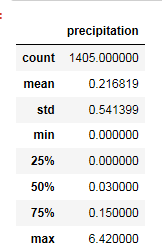 precipitation
count 1405.000000
mean 0.216819
std 0.541399
min 0.000000
25% 0.000000
50% 0.030000
75% 0.150000
max 6.420000